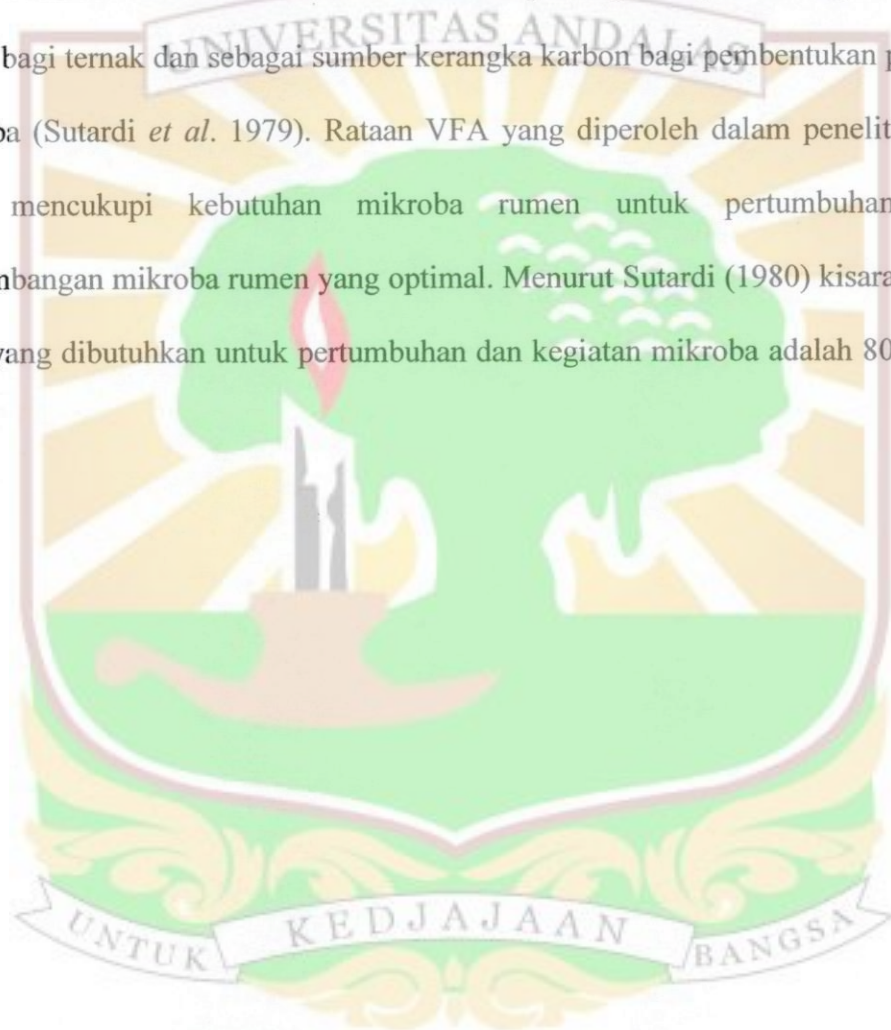 UNIVERSITAS ANDALAS
bagi ternak dan sebagai sumber kerangka karbon bagi pembentukan p
ba (Sutardi et al. 1979). Rataan VFA yang diperoleh dalam penelit
mencukupi kebutuhan mikroba rumen untuk pertumbuhan
nbangan mikroba rumen yang optimal. Menurut Sutardi (1980) kisara
yang dibutuhkan untuk pertumbuhan dan kegiatan mikroba adalah 80
UNTUK KEDJAJAAN BANGSA